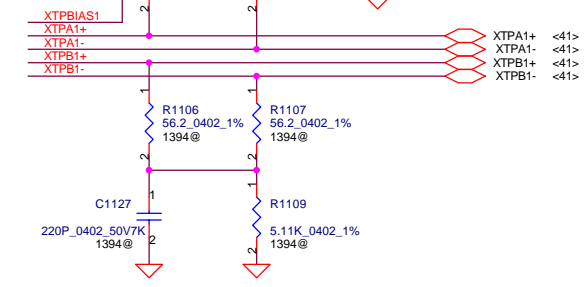 2 2
XTPBIAS1
XTPA1+ XTPA1+ <41>
XTPA1- XTPA1- <41>
XTPB1+ XTPB1+ <41>
XTPB1- XTPB1- <41>
1 1
R1106 R1107
56.2_0402_1% 56.2_0402_1%
1394@ 1394@
2 2
1 1
C1127 R1109
220P_0402_50V7K 5.11K_0402_1%
1394@ 2 1394@
2